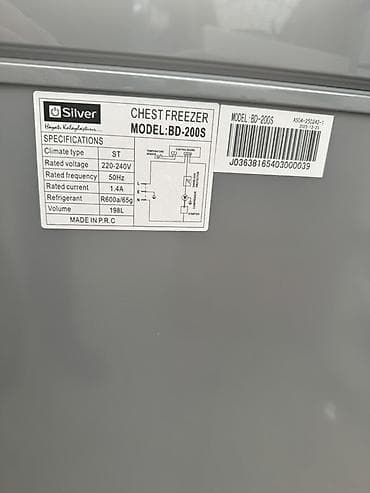 Silver
Hayatı Kolaylaştırır...
CHEST FREEZER
MODEL:BD-200S
SPECIFICATIONS
Climate type ST
Rated voltage 220-240V
Rated frequency 50Hz
Rated current 1.4A
Refrigerant R600a/65g
Volume 198L
MADE IN P.R.C
L
E
N
MODEL: BD-200S
J03638165403000039